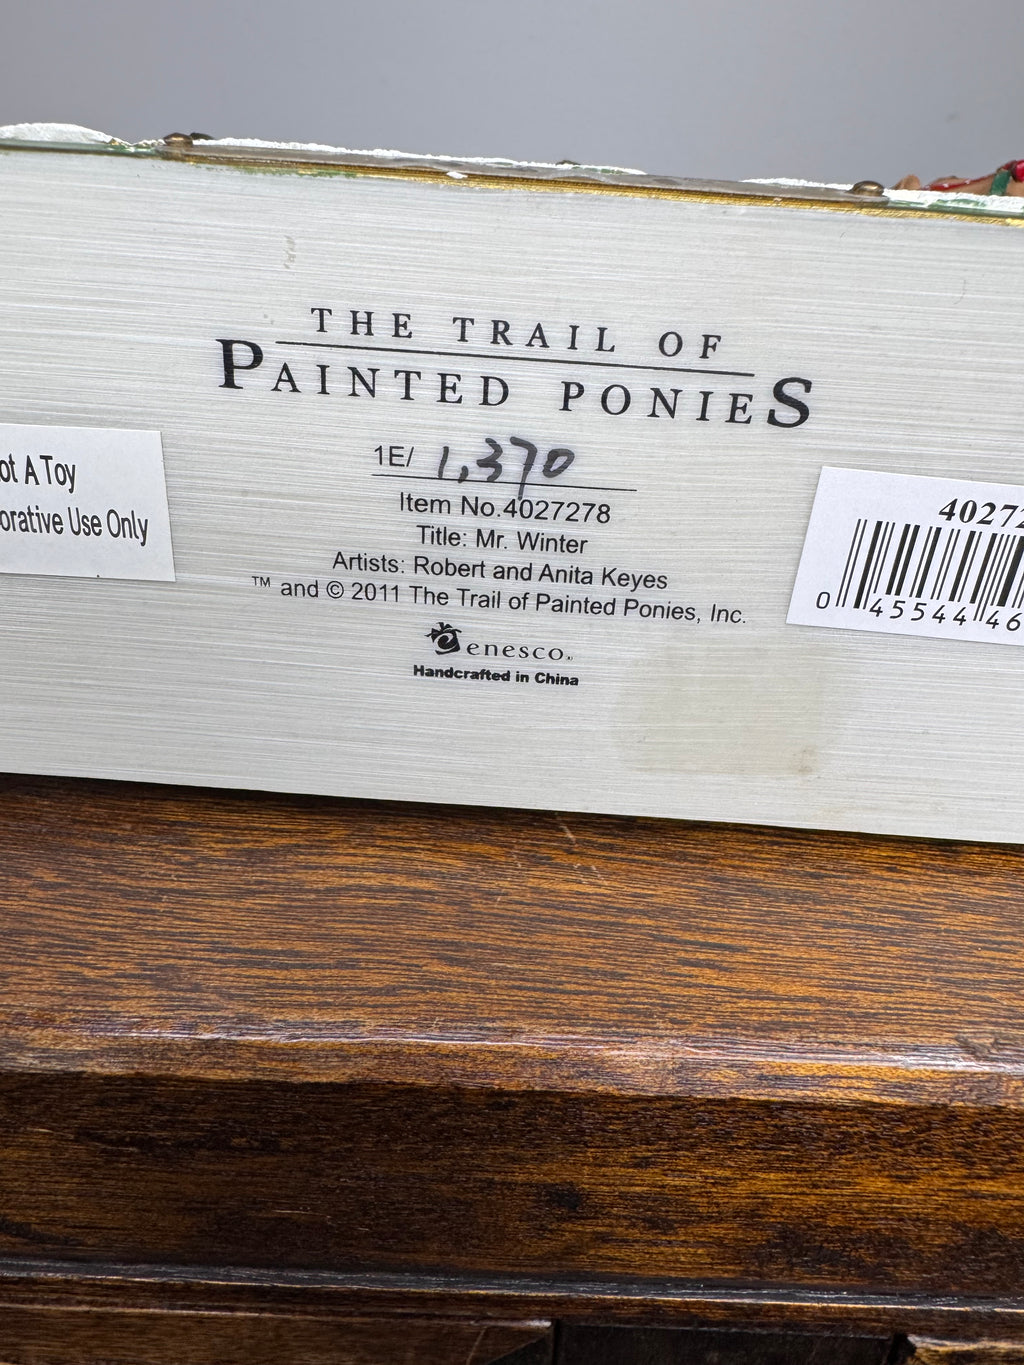 THE TRAIL OF
PAINTED PONIES
1E/ 1,370
Item No.4027278
Title: Mr. Winter
Artists: Robert and Anita Keyes
™ and © 2011 The Trail of Painted Ponies, Inc.
enesco.
Handcrafted in China
ot A Toy
orative Use Only
4027
0 45544 46